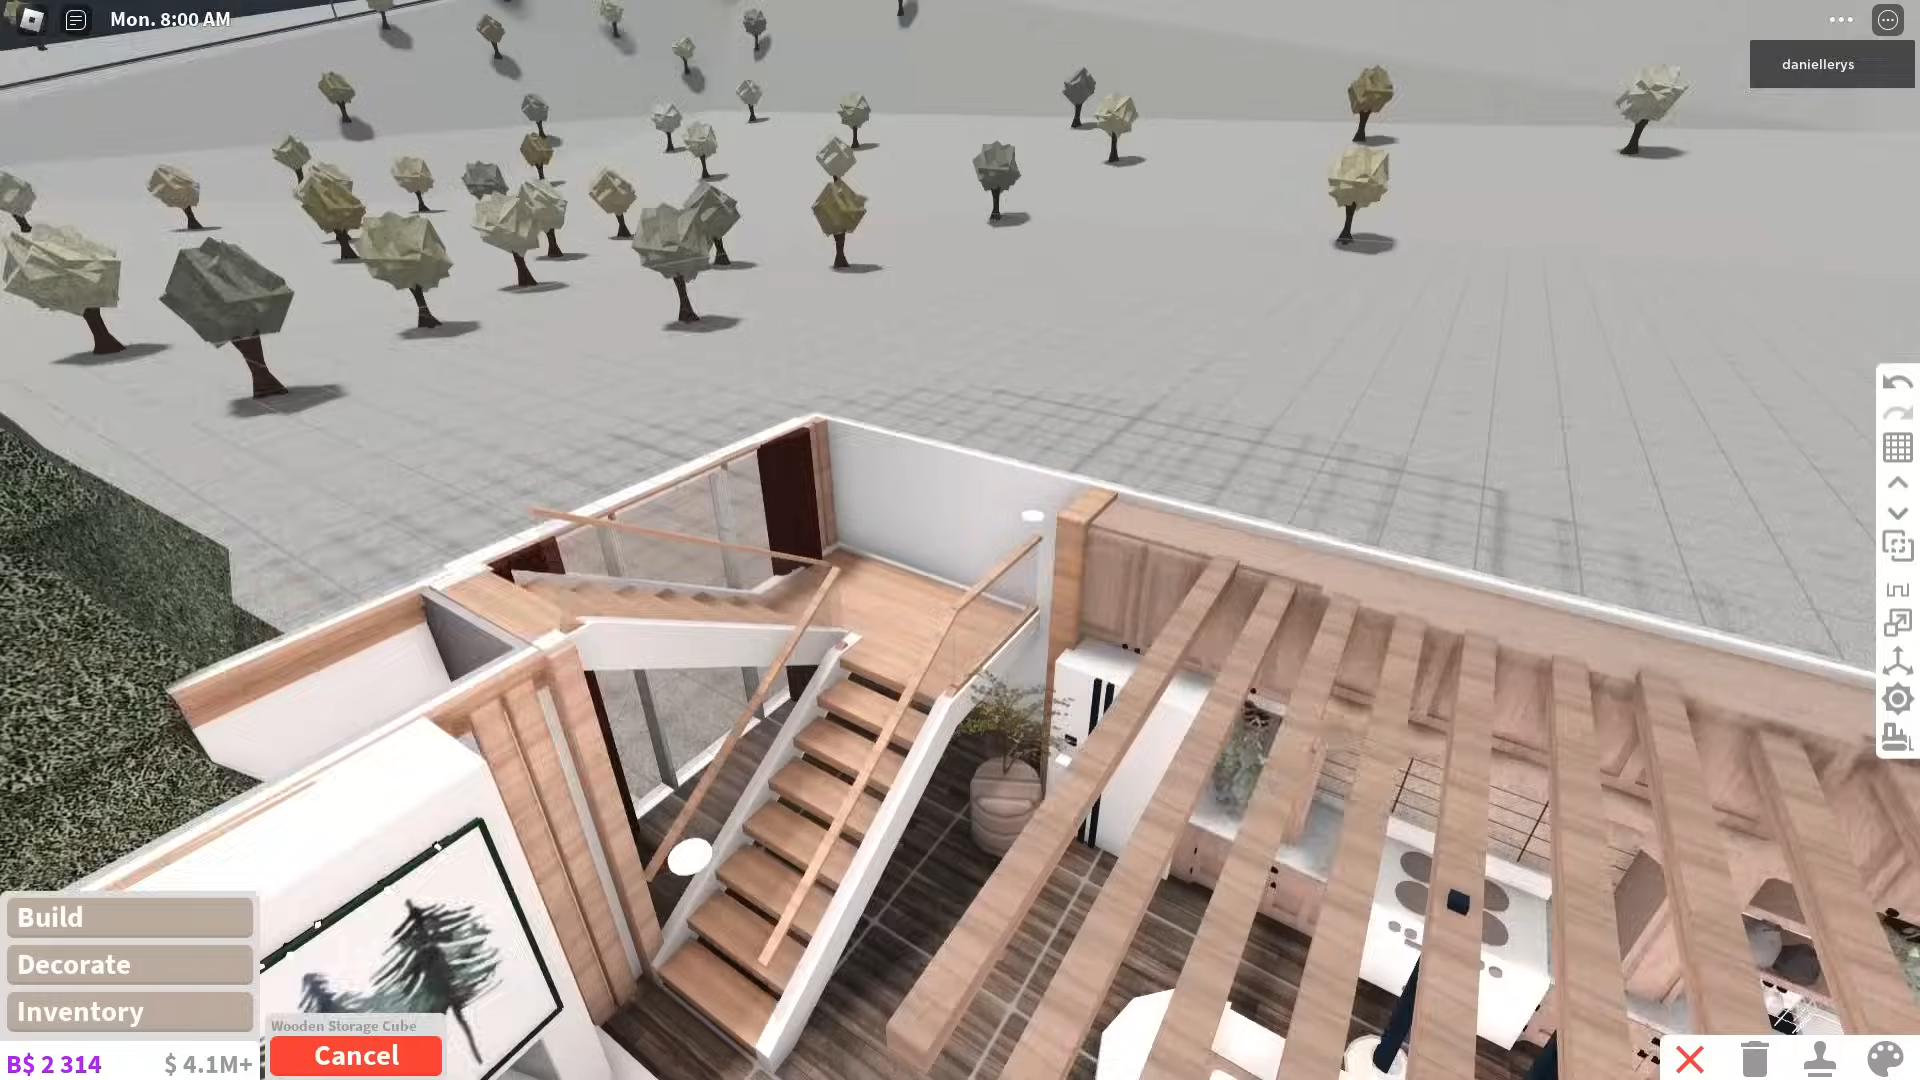 Mon. 8:00 AM
daniellerys
Build
Decorate
Inventory
Wooden Storage Cube
Cancel
B$ 2 314
$ 4.1M+